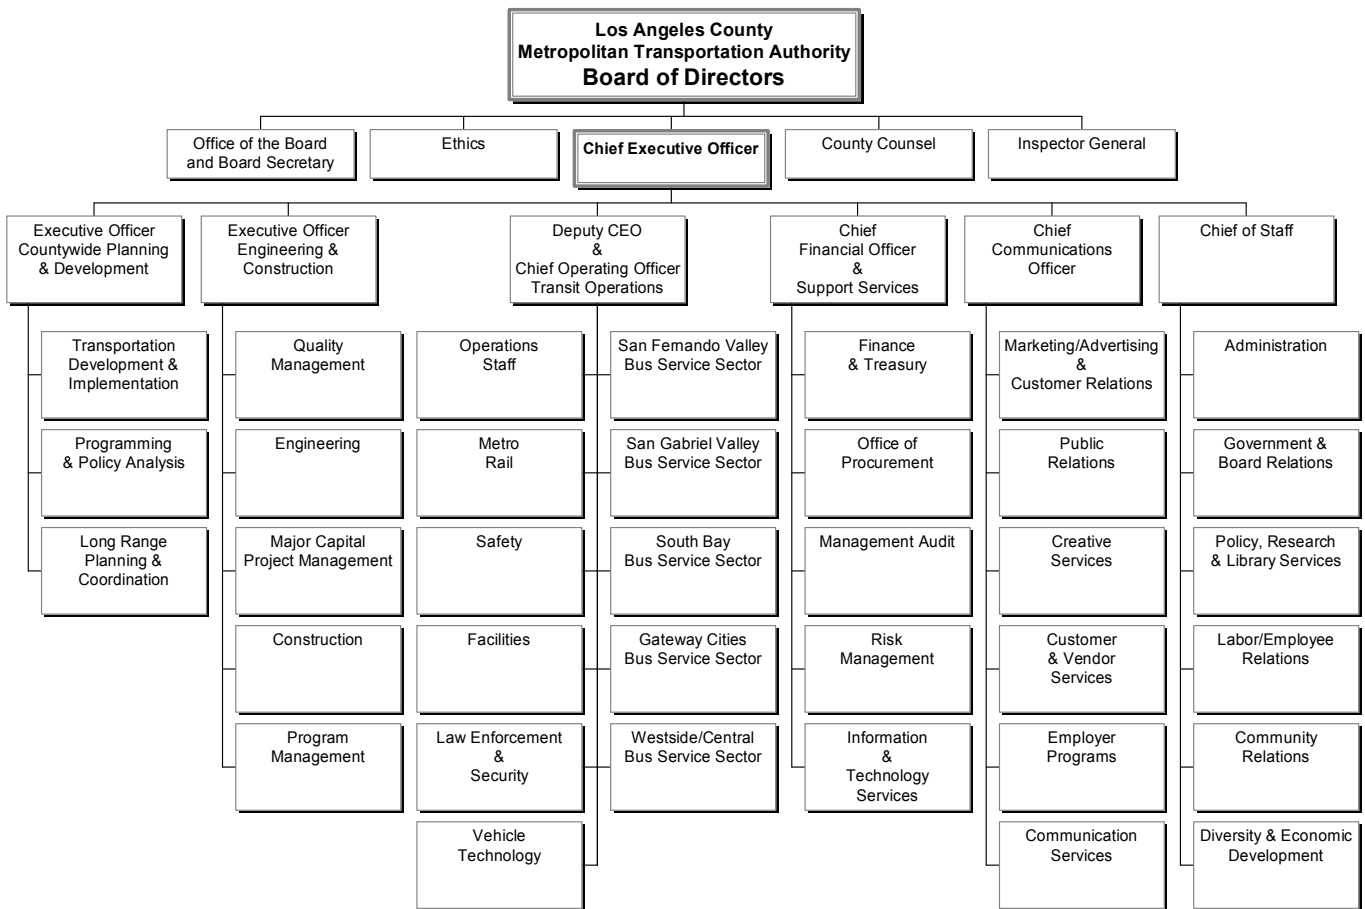 Los Angeles County
Metropolitan Transportation Authority
Board of Directors
Office of the Board
and Board Secretary
Ethics
Chief Executive Officer
County Counsel
Inspector General
Executive Officer
Countywide Planning
& Development
Executive Officer
Engineering &
Construction
Deputy CEO
&
Chief Operating Officer
Transit Operations
Chief
Financial Officer
&
Support Services
Chief
Communications
Officer
Chief of Staff
Transportation
Development &
Implementation
Programming
& Policy Analysis
Long Range
Planning &
Coordination
Quality
Management
Engineering
Major Capital
Project Management
Construction
Program
Management
Operations
Staff
Metro
Rail
Safety
Facilities
Law Enforcement
&
Security
Vehicle
Technology
San Fernando Valley
Bus Service Sector
San Gabriel Valley
Bus Service Sector
South Bay
Bus Service Sector
Gateway Cities
Bus Service Sector
Westside/Central
Bus Service Sector
Finance
& Treasury
Office of
Procurement
Management Audit
Risk
Management
Information
&
Technology
Services
Marketing/Advertising
&
Customer Relations
Public
Relations
Creative
Services
Customer
& Vendor
Services
Employer
Programs
Communication
Services
Administration
Government &
Board Relations
Policy, Research
& Library Services
Labor/Employee
Relations
Community
Relations
Diversity & Economic
Development